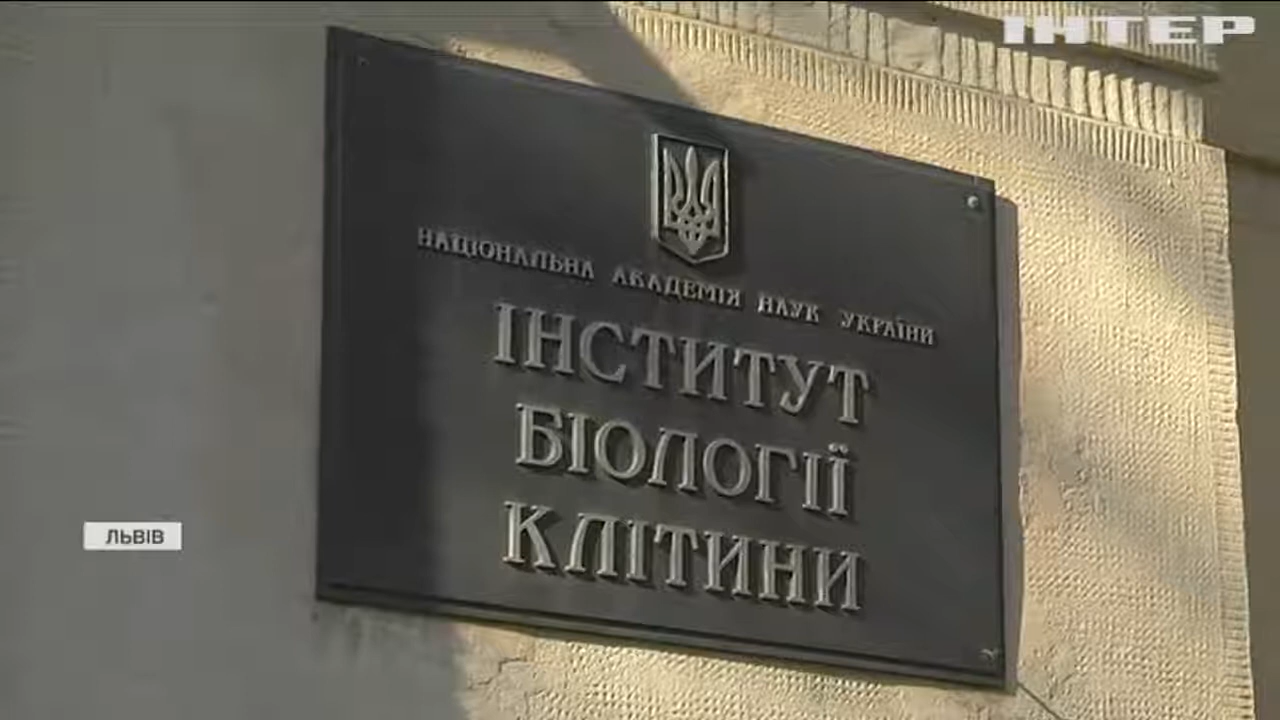 ІНТЕР
НАЦІОНАЛЬНА АКАДЕМІЯ НАУК УКРАЇНИ
ІНСТИТУТ
БІОЛОГІЇ
КЛІТИНИ
ЛЬВІВ